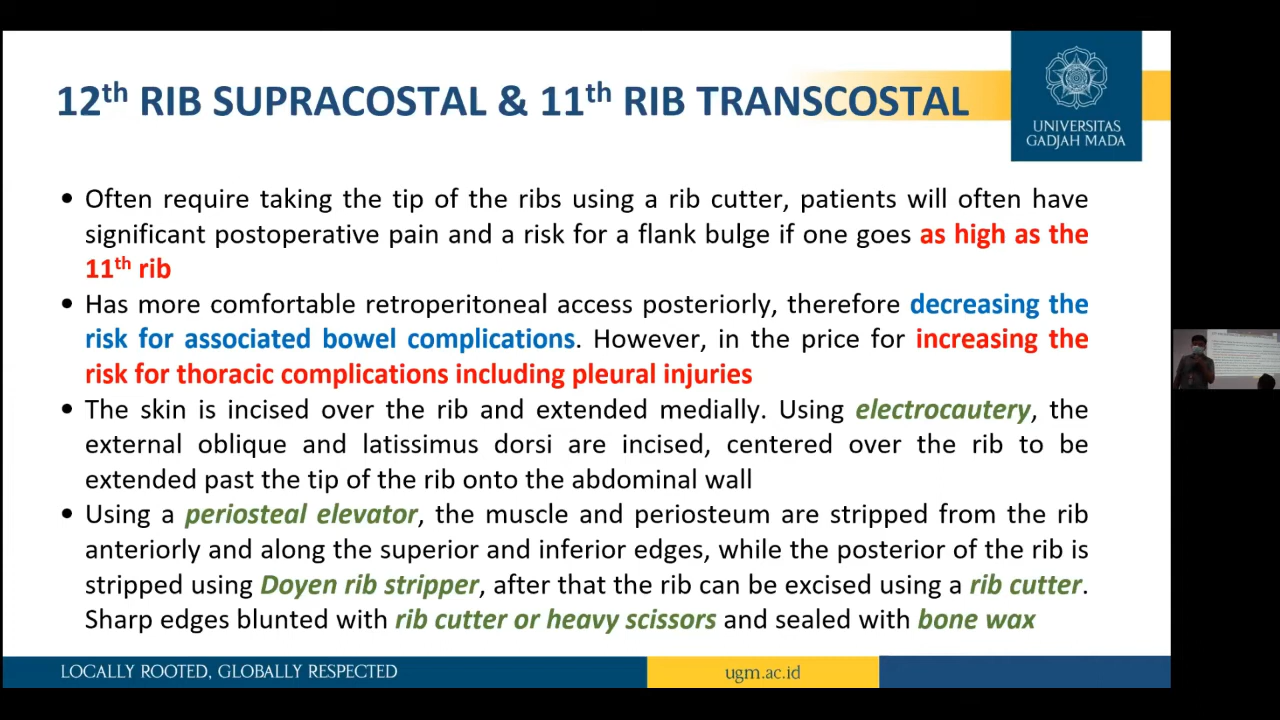 12th RIB SUPRACOSTAL & 11th RIB TRANSCOSTAL
UNIVERSITAS
GADJAH MADA
• Often require taking the tip of the ribs using a rib cutter, patients will often have
significant postoperative pain and a risk for a flank bulge if one goes as high as the
11th rib
• Has more comfortable retroperitoneal access posteriorly, therefore decreasing the
risk for associated bowel complications. However, in the price for increasing the
risk for thoracic complications including pleural injuries
• The skin is incised over the rib and extended medially. Using electrocautery, the
external oblique and latissimus dorsi are incised, centered over the rib to be
extended past the tip of the rib onto the abdominal wall
• Using a periosteal elevator, the muscle and periosteum are stripped from the rib
anteriorly and along the superior and inferior edges, while the posterior of the rib is
stripped using Doyen rib stripper, after that the rib can be excised using a rib cutter.
Sharp edges blunted with rib cutter or heavy scissors and sealed with bone wax
LOCALLY ROOTED, GLOBALLY RESPECTED
ugm.ac.id